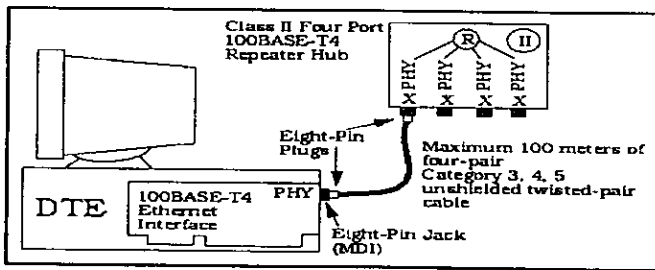 Class II Four Port
100BASE-T4
Repeater Hub
R
II
PHY
X
PHY
X
PHY
X
PHY
X
Eight-Pin
Plugs
Maximum 100 meters of
four-pair
Category 3, 4, 5
unshielded twisted-pair
cable
DTE
100BASE-T4
Ethernet
Interface
PHY
Eight-Pin Jack
(MDI)